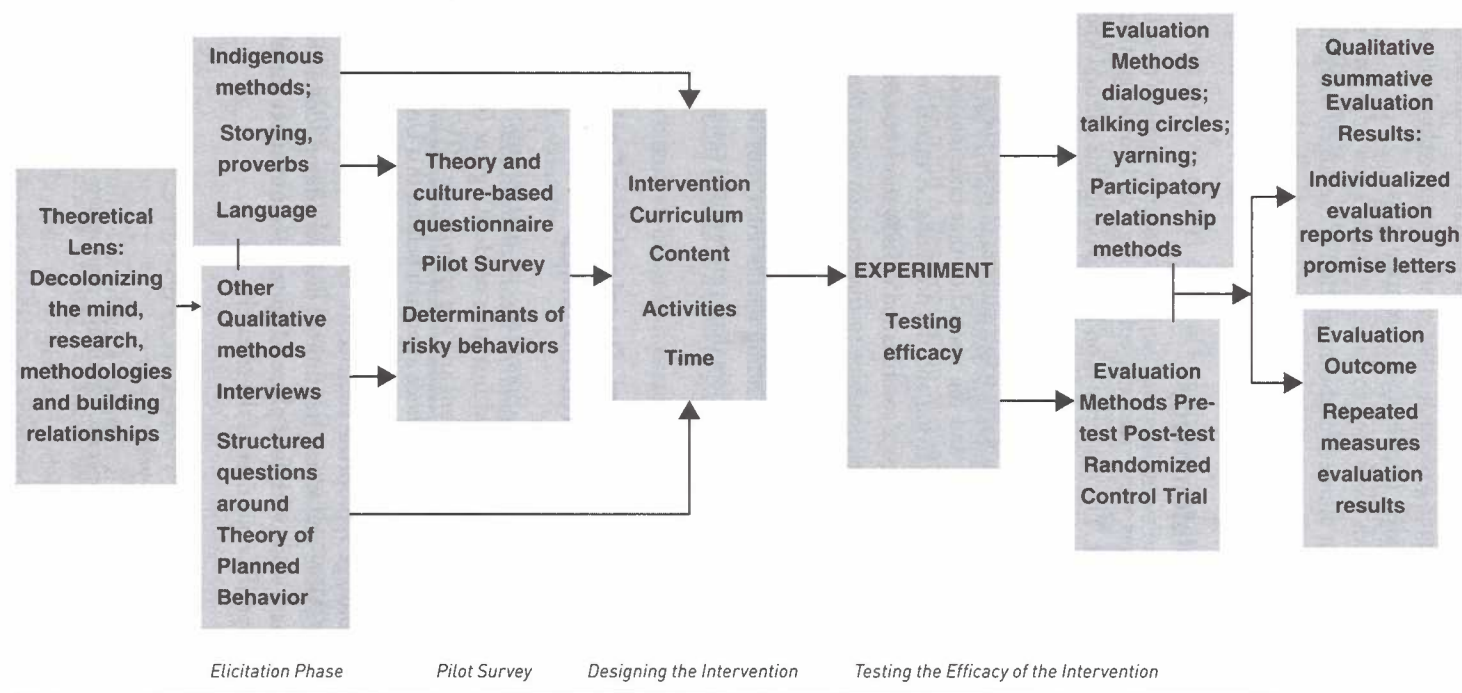 Theoretical
Lens:
Decolonizing
the mind,
research,
methodologies
and building
relationships
Indigenous
methods;
Storying,
proverbs
Language
Other
Qualitative
methods
Interviews
Structured
questions
around
Theory of
Planned
Behavior
Theory and
culture-based
questionnaire
Pilot Survey
Determinants of
risky behaviors
Intervention
Curriculum
Content
Activities
Time
EXPERIMENT
Testing
efficacy
Evaluation
Methods
dialogues;
talking circles;
yarning;
Participatory
relationship
methods
Evaluation
Methods Pre-
test Post-test
Randomized
Control Trial
Qualitative
summative
Evaluation
Results:
Individualized
evaluation
reports through
promise letters
Evaluation
Outcome
Repeated
measures
evaluation
results
Elicitation Phase
Pilot Survey
Designing the Intervention
Testing the Efficacy of the Intervention